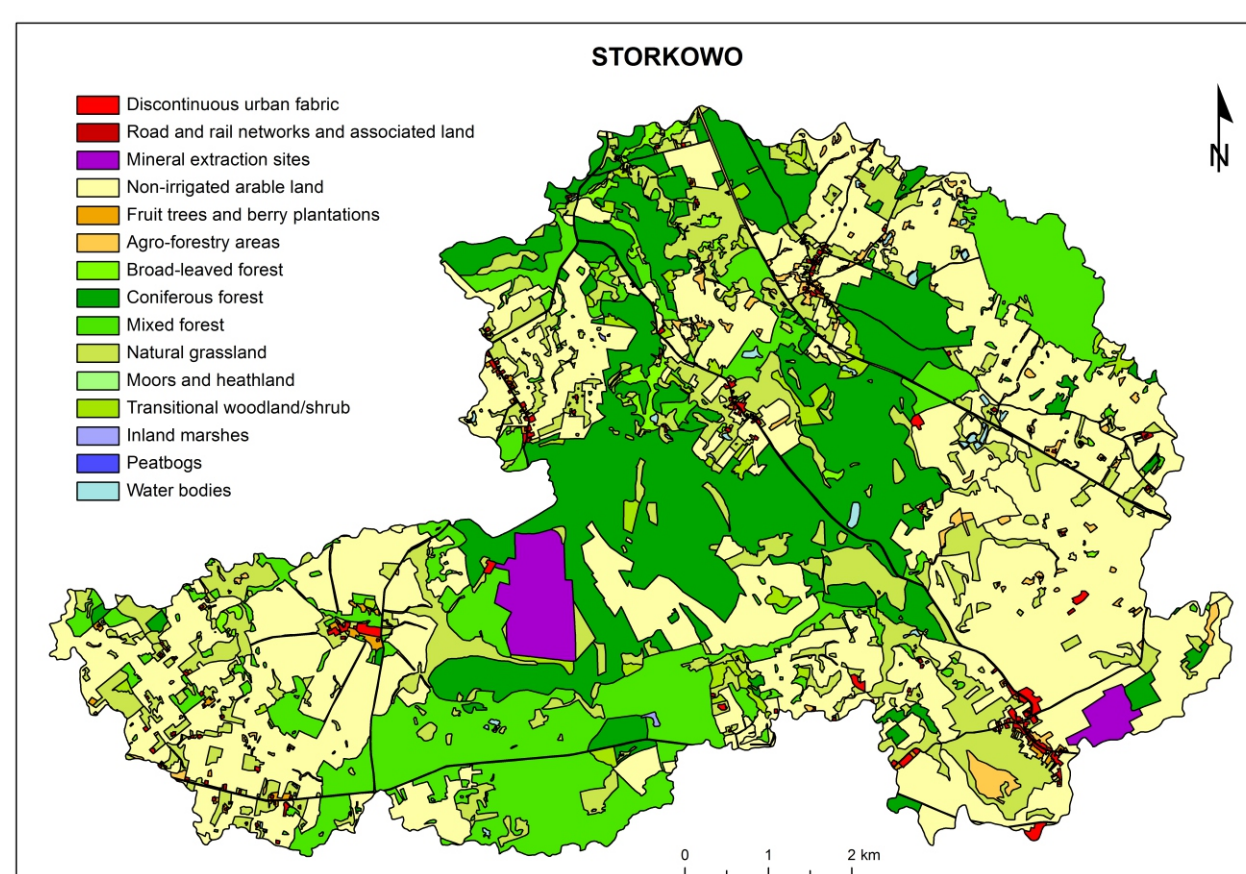 STORKOWO
Discontinuous urban fabric
Road and rail networks and associated land
Mineral extraction sites
Non-irrigated arable land
Fruit trees and berry plantations
Agro-forestry areas
Broad-leaved forest
Coniferous forest
Mixed forest
Natural grassland
Moors and heathland
Transitional woodland/shrub
Inland marshes
Peatbogs
Water bodies
N
0 1 2 km